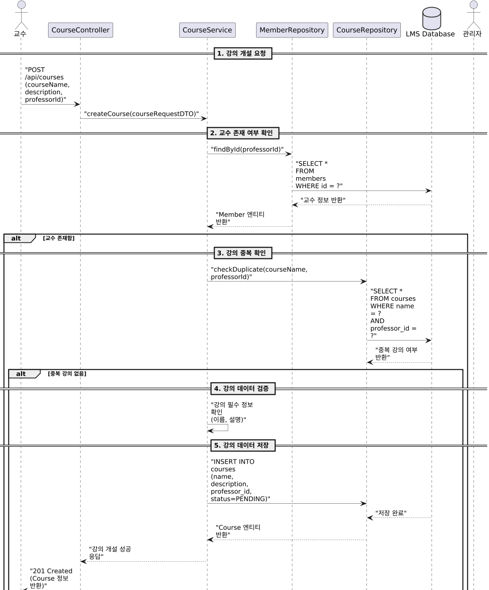 교수
CourseController
CourseService
MemberRepository
CourseRepository
LMS Database
관리자
1. 강의 개설 요청
"POST
/api/courses
(courseName,
description,
professorId)"
"createCourse(courseRequestDTO)"
2. 교수 존재 여부 확인
"findById(professorId)"
"SELECT *
FROM
members
WHERE id = ?"
"교수 정보 반환"
"Member 엔티티
반환"
alt
[교수 존재함]
3. 강의 중복 확인
"checkDuplicate(courseName,
professorId)"
"SELECT *
FROM courses
WHERE name
= ?
AND
professor_id =
?"
"중복 강의 여부
반환"
alt
[중복 강의 없음]
4. 강의 데이터 검증
"강의 필수 정보
확인
(이름, 설명)"
5. 강의 데이터 저장
"INSERT INTO
courses
(name,
description,
professor_id,
status=PENDING)"
"저장 완료"
"Course 엔티티
반환"
"강의 개설 성공
응답"
"201 Created
(Course 정보
반환)"